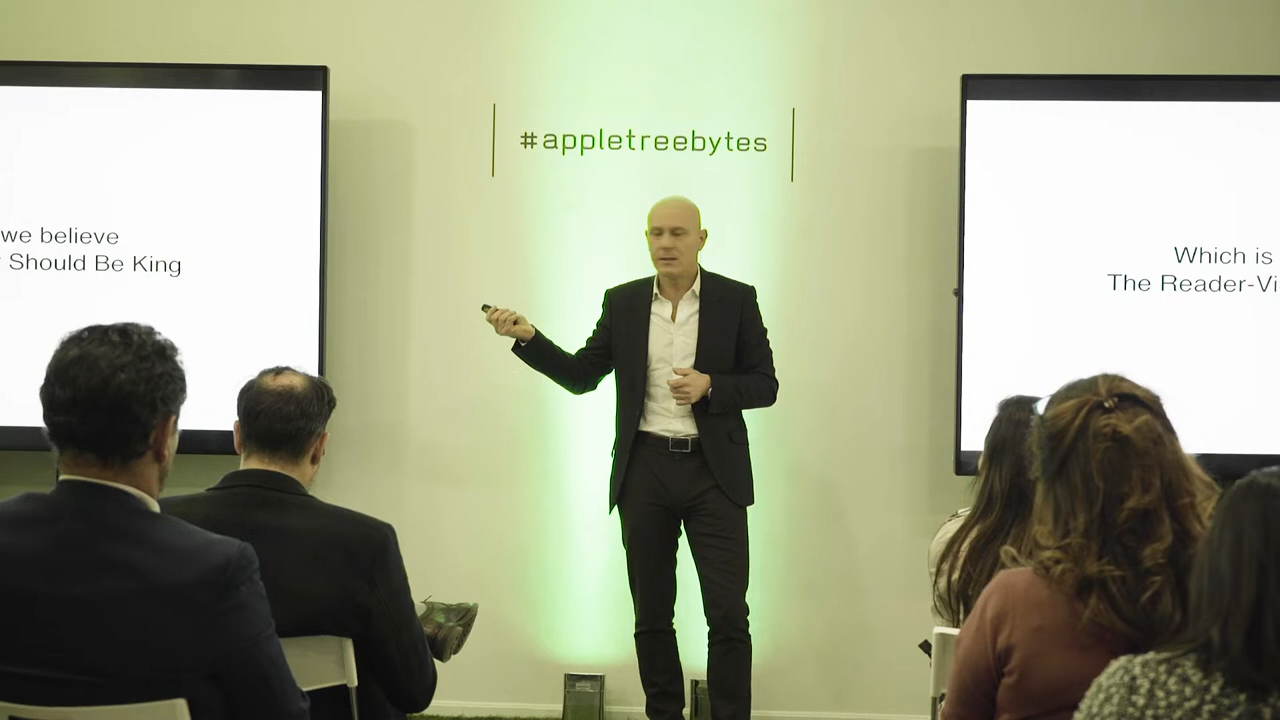 #appletreebytes
we believe
Should Be King
Which is
The Reader-Vi